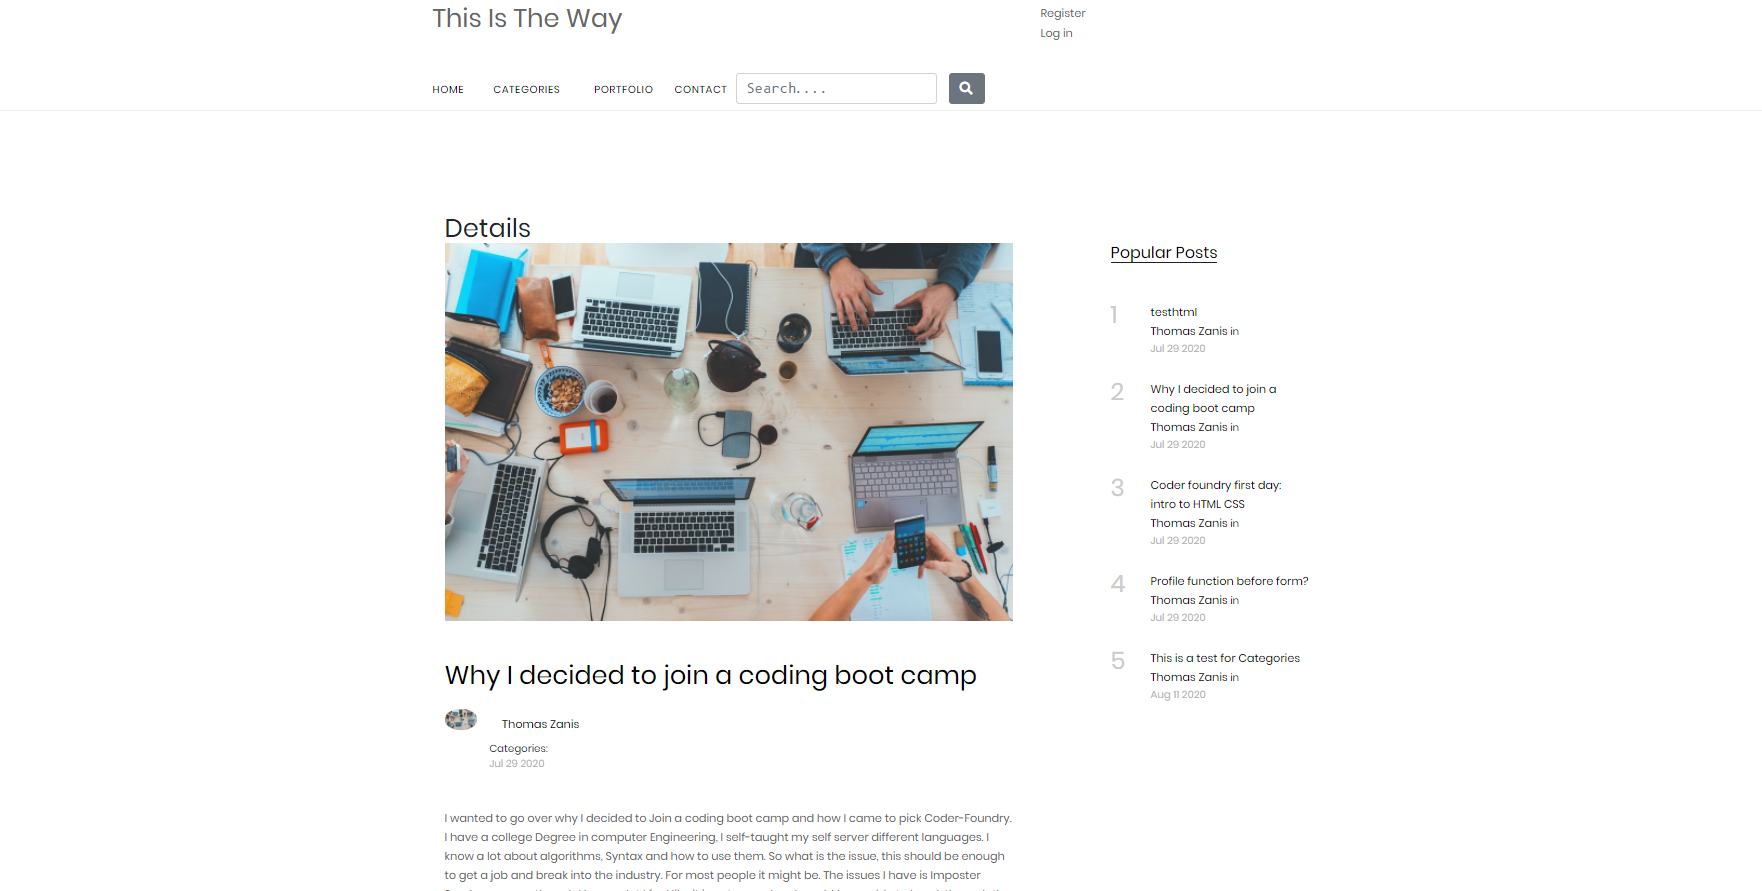 This Is The Way
Register
Log in
HOME
CATEGORIES
PORTFOLIO
CONTACT
Search....
Details
Why I decided to join a coding boot camp
Thomas Zanis
Categories:
Jul 29 2020
I wanted to go over why I decided to Join a coding boot camp and how I came to pick Coder-Foundry.
I have a college Degree in computer Engineering, I self-taught my self server different languages. I
know a lot about algorithms, Syntax and how to use them. So what is the issue, this should be enough
to get a job and break into the industry. For most people it might be. The issues I have is Imposter
Popular Posts
1
testhtml
Thomas Zanis in
Jul 29 2020
2
Why I decided to join a
coding boot camp
Thomas Zanis in
Jul 29 2020
3
Coder foundry first day:
intro to HTML CSS
Thomas Zanis in
Jul 29 2020
4
Profile function before form?
Thomas Zanis in
Jul 29 2020
5
This is a test for Categories
Thomas Zanis in
Aug 11 2020